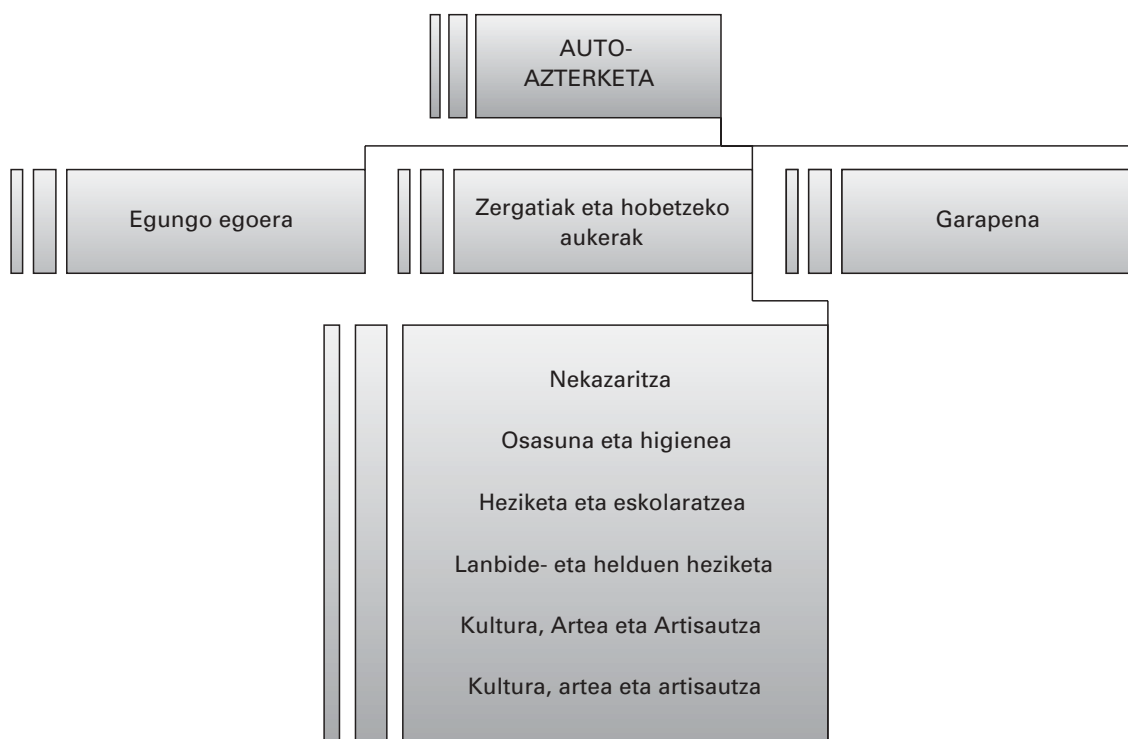 AUTO-
AZTERKETA
Egungo egoera
Zergatiak eta hobetzeko
aukerak
Garapena
Nekazaritza
Osasuna eta higienea
Heziketa eta eskolaratzea
Lanbide- eta helduen heziketa
Kultura, Artea eta Artisautza
Kultura, artea eta artisautza